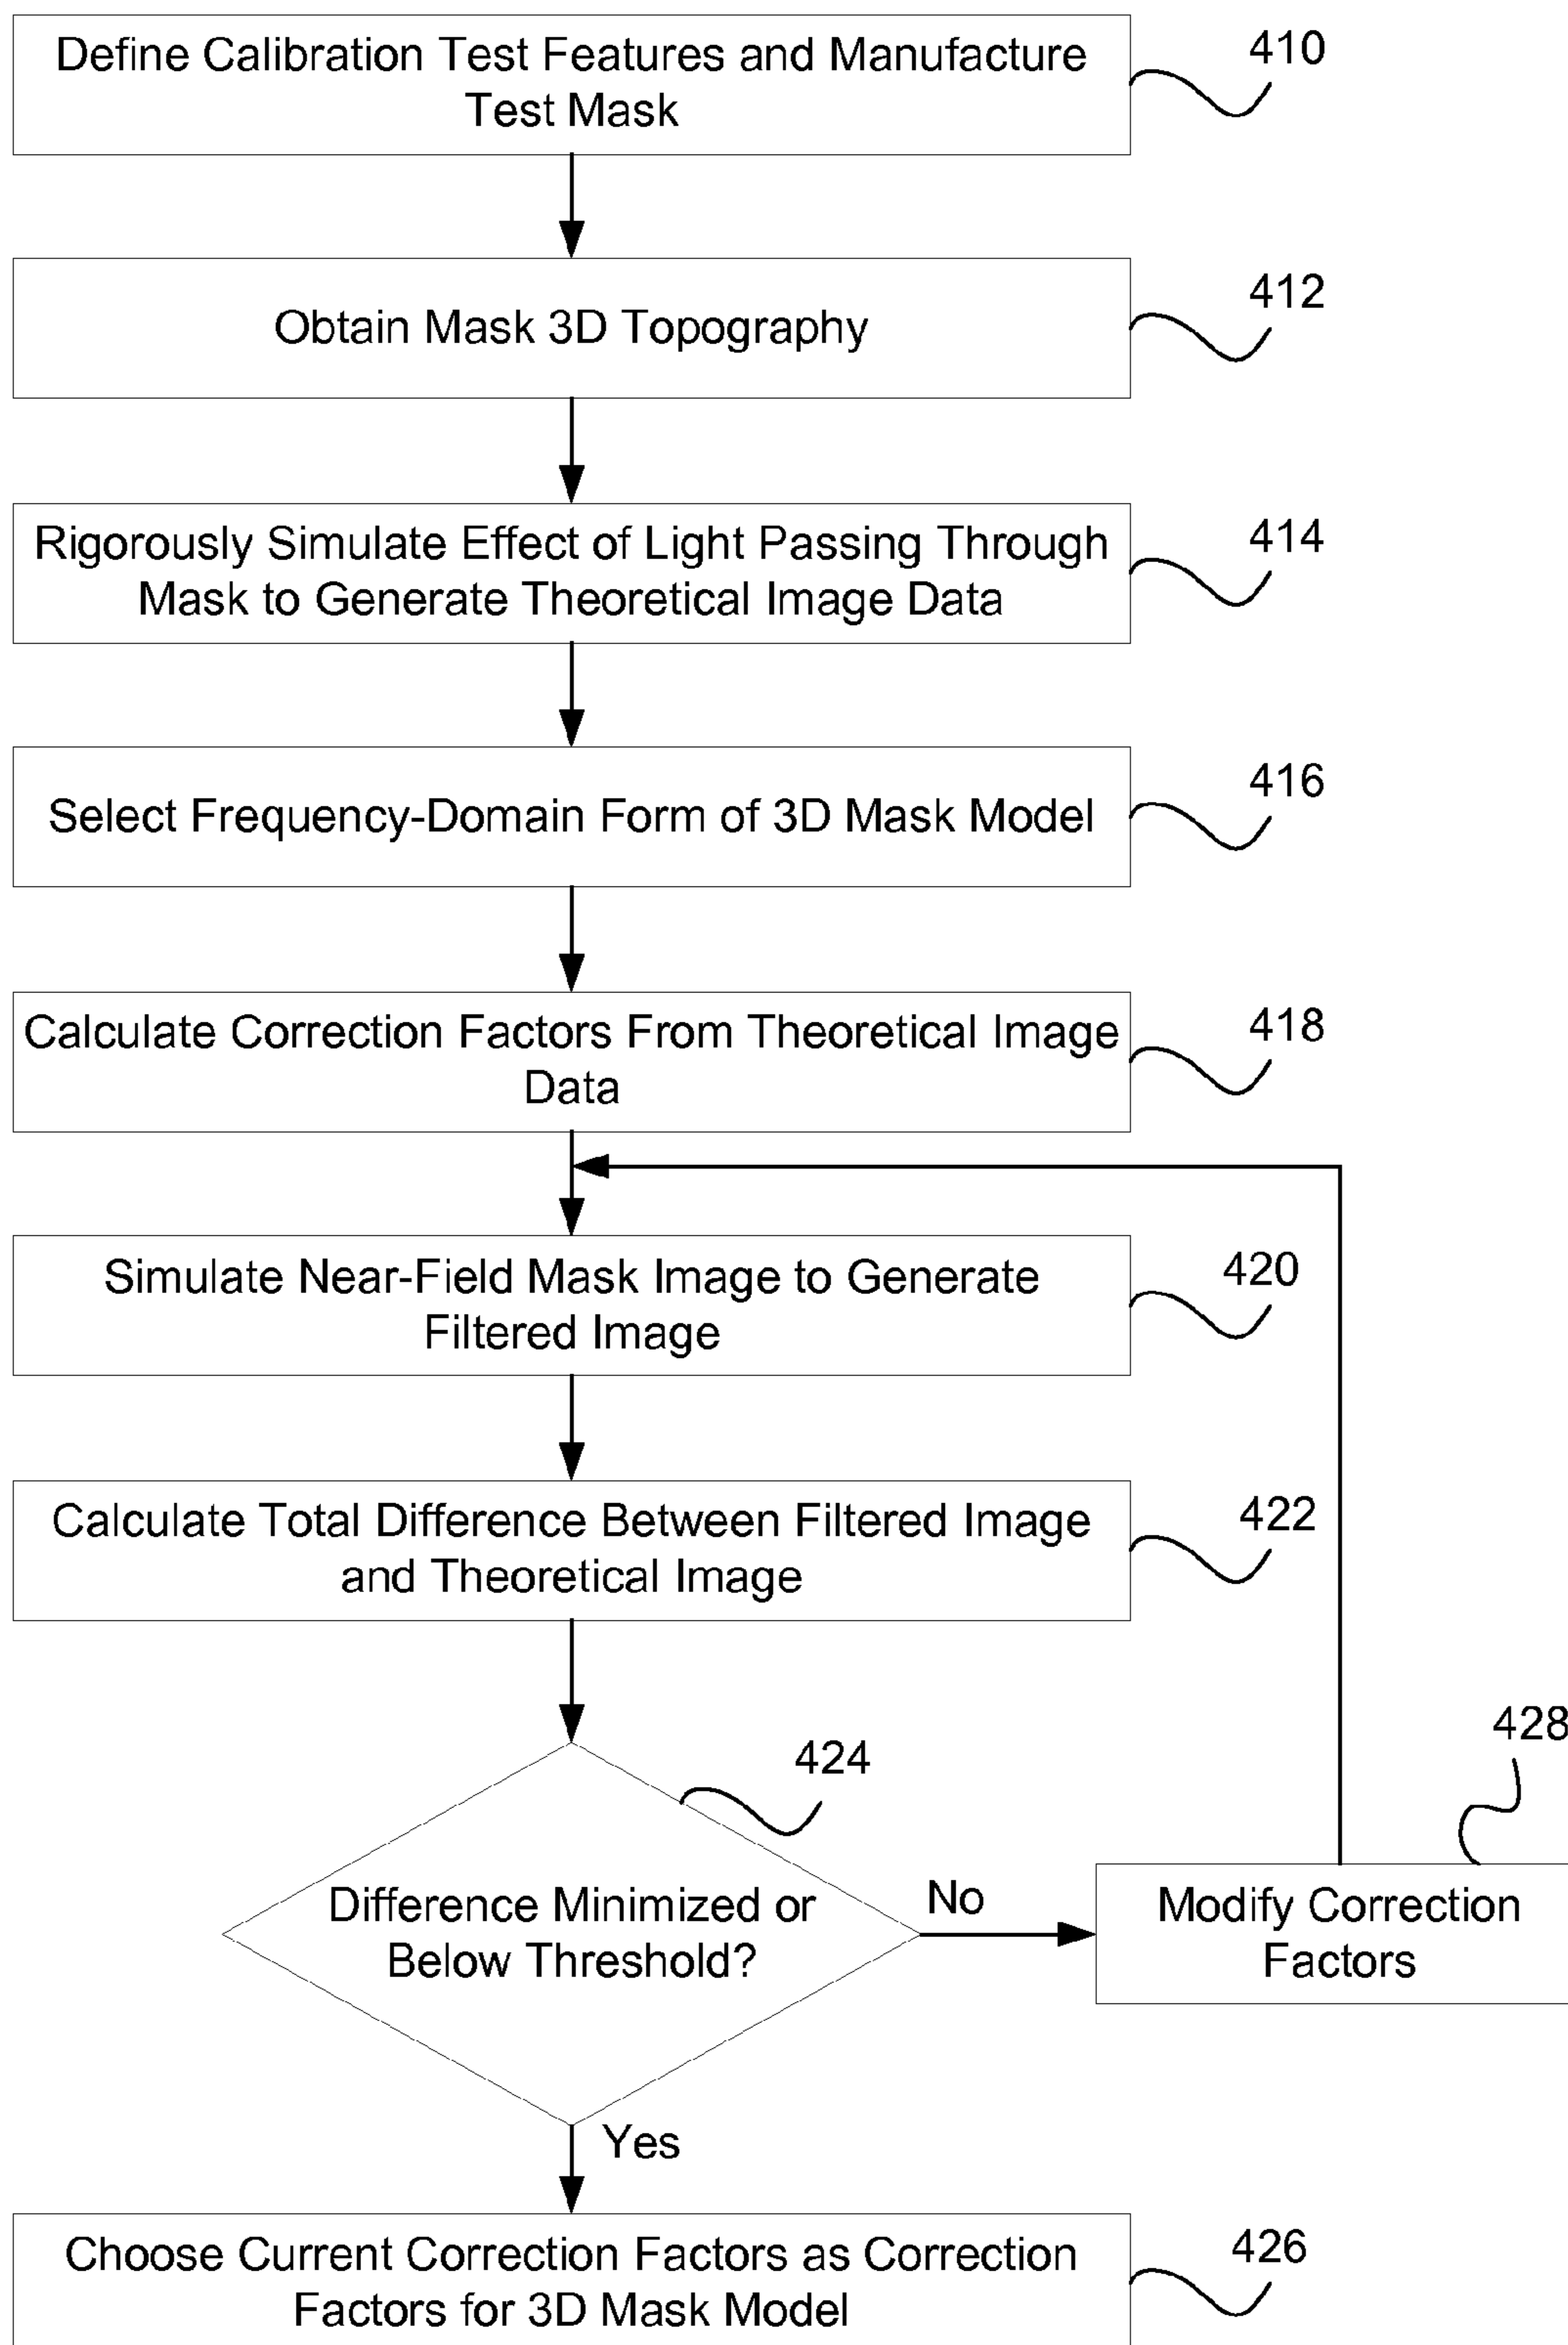 Define Calibration Test Features and Manufacture
Test Mask
410
Obtain Mask 3D Topography
412
Rigorously Simulate Effect of Light Passing Through
Mask to Generate Theoretical Image Data
414
Select Frequency-Domain Form of 3D Mask Model
416
Calculate Correction Factors From Theoretical Image
Data
418
Simulate Near-Field Mask Image to Generate
Filtered Image
420
Calculate Total Difference Between Filtered Image
and Theoretical Image
422
424
Difference Minimized or
Below Threshold?
No
428
Modify Correction
Factors
Yes
Choose Current Correction Factors as Correction
Factors for 3D Mask Model
426